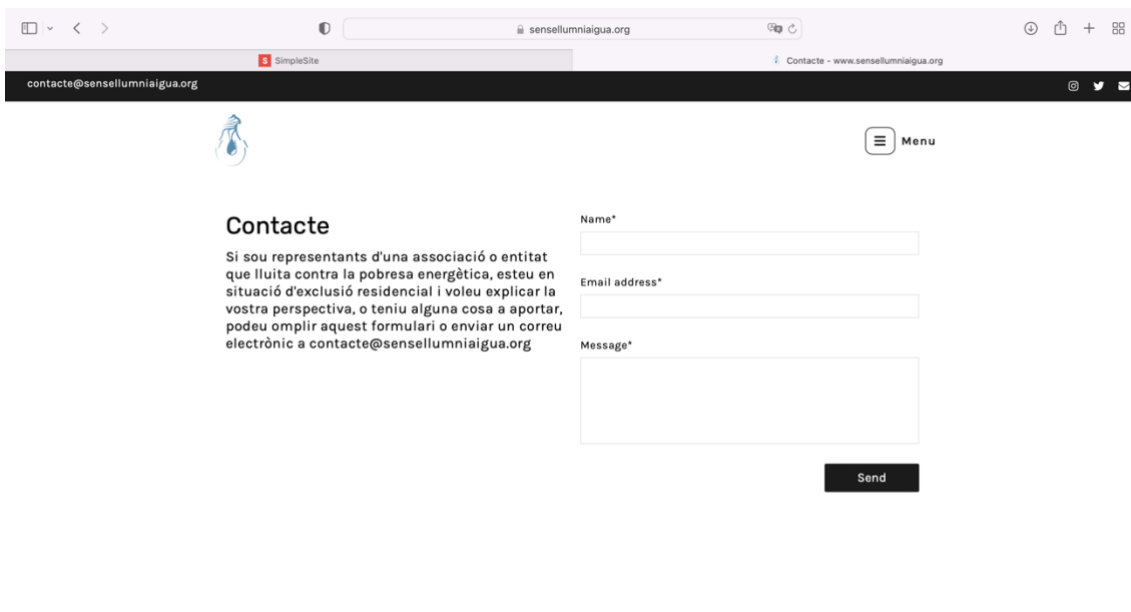 sensellumniaigua.org
SimpleSite
Contacte - www.sensellumniaigua.org
contacte@sensellumniaigua.org
Menu
Contacte
Si sou representants d'una associació o entitat
que lluita contra la pobresa energètica, esteu en
situació d'exclusió residencial i voleu explicar la
vostra perspectiva, o teniu alguna cosa a aportar,
podeu omplir aquest formulari o enviar un correu
electrònic a contacte@sensellumniaigua.org
Name*
Email address*
Message*
Send